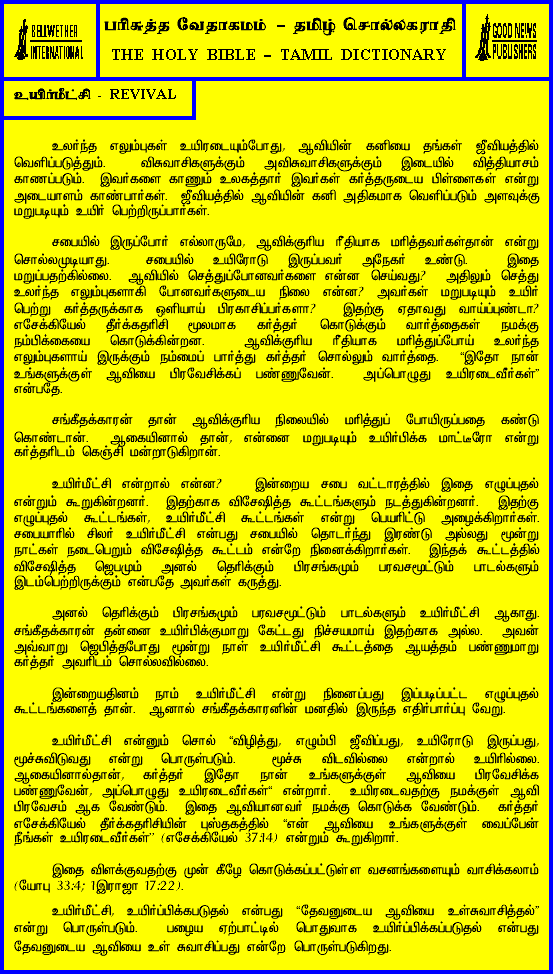 BELLWETHER
INTERNATIONAL
பரிசுத்த வேதாகமம் – தமிழ் சொல்லகராதி
THE HOLY BIBLE – TAMIL DICTIONARY
GOOD NEWS
PUBLISHERS
உயிர்மீட்சி - REVIVAL
உலர்ந்த எலும்புகள் உயிரடையும்போது, ஆவியின் கனியை தங்கள் ஜீவியத்தில்
வெளிப்படுத்தும். விசுவாசிகளுக்கும் அவிசுவாசிகளுக்கும் இடையில் வித்தியாசம்
காணப்படும். இவர்களை காணும் உலகத்தார் இவர்கள் கர்த்தருடைய பிள்ளைகள் என்று
அடையாளம் காண்பார்கள். ஜீவியத்தில் ஆவியின் கனி அதிகமாக வெளிப்படும் அளவுக்கு
மறுபடியும் உயிர் பெற்றிருப்பார்கள்.
சபையில் இருப்போர் எல்லாருமே, ஆவிக்குரிய ரீதியாக மரித்தவர்கள்தான் என்று
சொல்லமுடியாது. சபையில் உயிரோடு இருப்பவர் அநேகர் உண்டு. இதை
மறுப்பதற்கில்லை. ஆவியில் செத்துப்போனவர்களை என்ன செய்வது? அதிலும் செத்து
உலர்ந்த எலும்புகளாகி போனவர்களுடைய நிலை என்ன? அவர்கள் மறுபடியும் உயிர்
பெற்று கர்த்தருக்காக ஒளியாய் பிரகாசிப்பர்களா? இதற்கு ஏதாவது வாய்ப்புண்டா?
எசேக்கியேல் தீர்க்கதரிசி மூலமாக கர்த்தர் கொடுக்கும் வார்த்தைகள் நமக்கு
நம்பிக்கையை கொடுக்கின்றன. ஆவிக்குரிய ரீதியாக மரித்துப்போய் உலர்ந்த
எலும்புகளாய் இருக்கும் நம்மைப் பார்த்து கர்த்தர் சொல்லும் வார்த்தை. “இதோ நான்
உங்களுக்குள் ஆவியை பிரவேசிக்கப் பண்ணுவேன். அப்பொழுது உயிரடைவீர்கள்”
என்பதே.
சங்கீதக்காரன் தான் ஆவிக்குரிய நிலையில் மரித்துப் போயிருப்பதை கண்டு
கொண்டான். ஆகையினால் தான், என்னை மறுபடியும் உயிர்பிக்க மாட்டீரோ என்று
கர்த்தரிடம் கெஞ்சி மன்றாடுகிறான்.
உயிர்மீட்சி என்றால் என்ன? இன்றைய சபை வட்டாரத்தில் இதை எழுப்புதல்
என்றும் கூறுகின்றனர். இதற்காக விசேஷித்த கூட்டங்களும் நடத்துகின்றனர். இதற்கு
எழுப்புதல் கூட்டங்கள், உயிர்மீட்சி கூட்டங்கள் என்று பெயரிட்டு அழைக்கிறார்கள்.
சபையாரில் சிலர் உயிர்மீட்சி என்பது சபையில் தொடர்ந்து இரண்டு அல்லது மூன்று
நாட்கள் நடைபெறும் விசேஷித்த கூட்டம் என்றே நினைக்கிறார்கள். இந்தக் கூட்டத்தில்
விசேஷித்த ஜெபமும் அனல் தெரிக்கும் பிரசங்கமும் பரவசமூட்டும் பாடல்களும்
இடம்பெற்றிருக்கும் என்பதே அவர்கள் கருத்து.
அனல் தெரிக்கும் பிரசங்கமும் பரவசமூட்டும் பாடல்களும் உயிர்மீட்சி ஆகாது.
சங்கீதக்காரன் தன்னை உயிர்பிக்குமாறு கேட்டது நிச்சயமாய் இதற்காக அல்ல. அவன்
அவ்வாறு ஜெபித்தபோது மூன்று நாள் உயிர்மீட்சி கூட்டத்தை ஆயத்தம் பண்ணுமாறு
கர்த்தர் அவரிடம் சொல்லவில்லை.
இன்றையதினம் நாம் உயிர்மீட்சி என்று நினைப்பது இப்படிப்பட்ட எழுப்புதல்
கூட்டங்களைத் தான். ஆனால் சங்கீதக்காரனின் மனதில் இருந்த எதிர்பார்ப்பு வேறு.
உயிர்மீட்சி என்னும் சொல் “விழித்து, எழும்பி ஜீவிப்பது, உயிரோடு இருப்பது,
மூச்சுவிடுவது என்று பொருள்படும். மூச்சு விடவில்லை என்றால் உயிரில்லை.
ஆகையினால்தான், கர்த்தர் இதோ நான் உங்களுக்குள் ஆவியை பிரவேசிக்க
பண்ணுவேன், அப்பொழுது உயிரடைவீர்கள்“ என்றார். உயிரடைவதற்கு நமக்குள் ஆவி
பிரவேசம் ஆக வேண்டும். இதை ஆவியானவர் நமக்கு கொடுக்க வேண்டும். கர்த்தர்
எசேக்கியேல் தீர்க்கதரிசியின் புஸ்தகத்தில் “என் ஆவியை உங்களுக்குள் வைப்பேன்
நீங்கள் உயிரடைவீர்கள்’’ (எசேக்கியேல் 37:14) என்றும் கூறுகிறார்.
இதை விளக்குவதற்கு முன் கீழே கொடுக்கப்பட்டுள்ள வசனங்களையும் வாசிக்கலாம்
(யோபு 33:4; 1இராஜா 17:22).
உயிர்மீட்சி, உயிர்ப்பிக்கபடுதல் என்பது “தேவனுடைய ஆவியை உள்சுவாசித்தல்”
என்று பொருள்படும். பழைய ஏற்பாட்டில் பொதுவாக உயிர்ப்பிக்கப்படுதல் என்பது
தேவனுடைய ஆவியை உள் சுவாசிப்பது என்றே பொருள்படுகிறது.